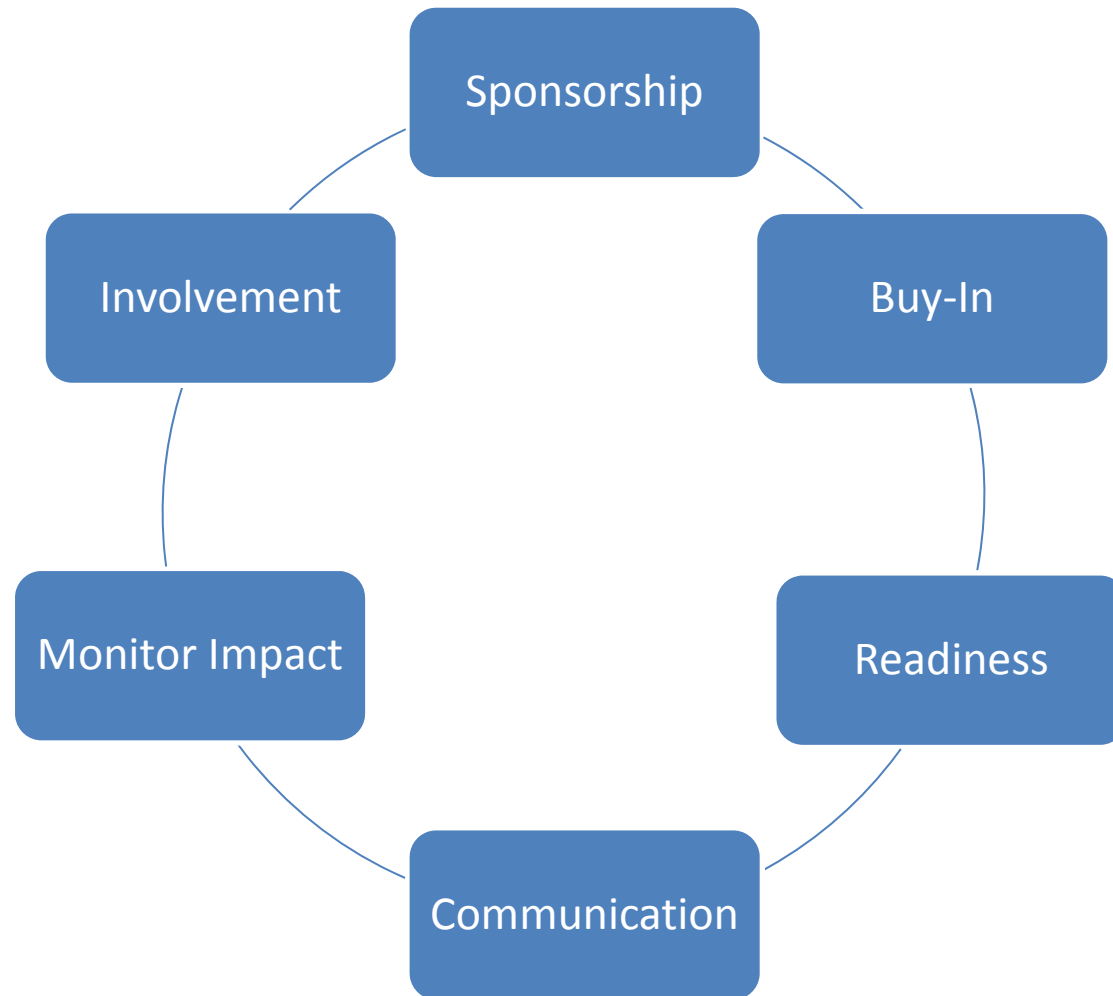 Sponsorship
Buy-In
Readiness
Communication
Monitor Impact
Involvement